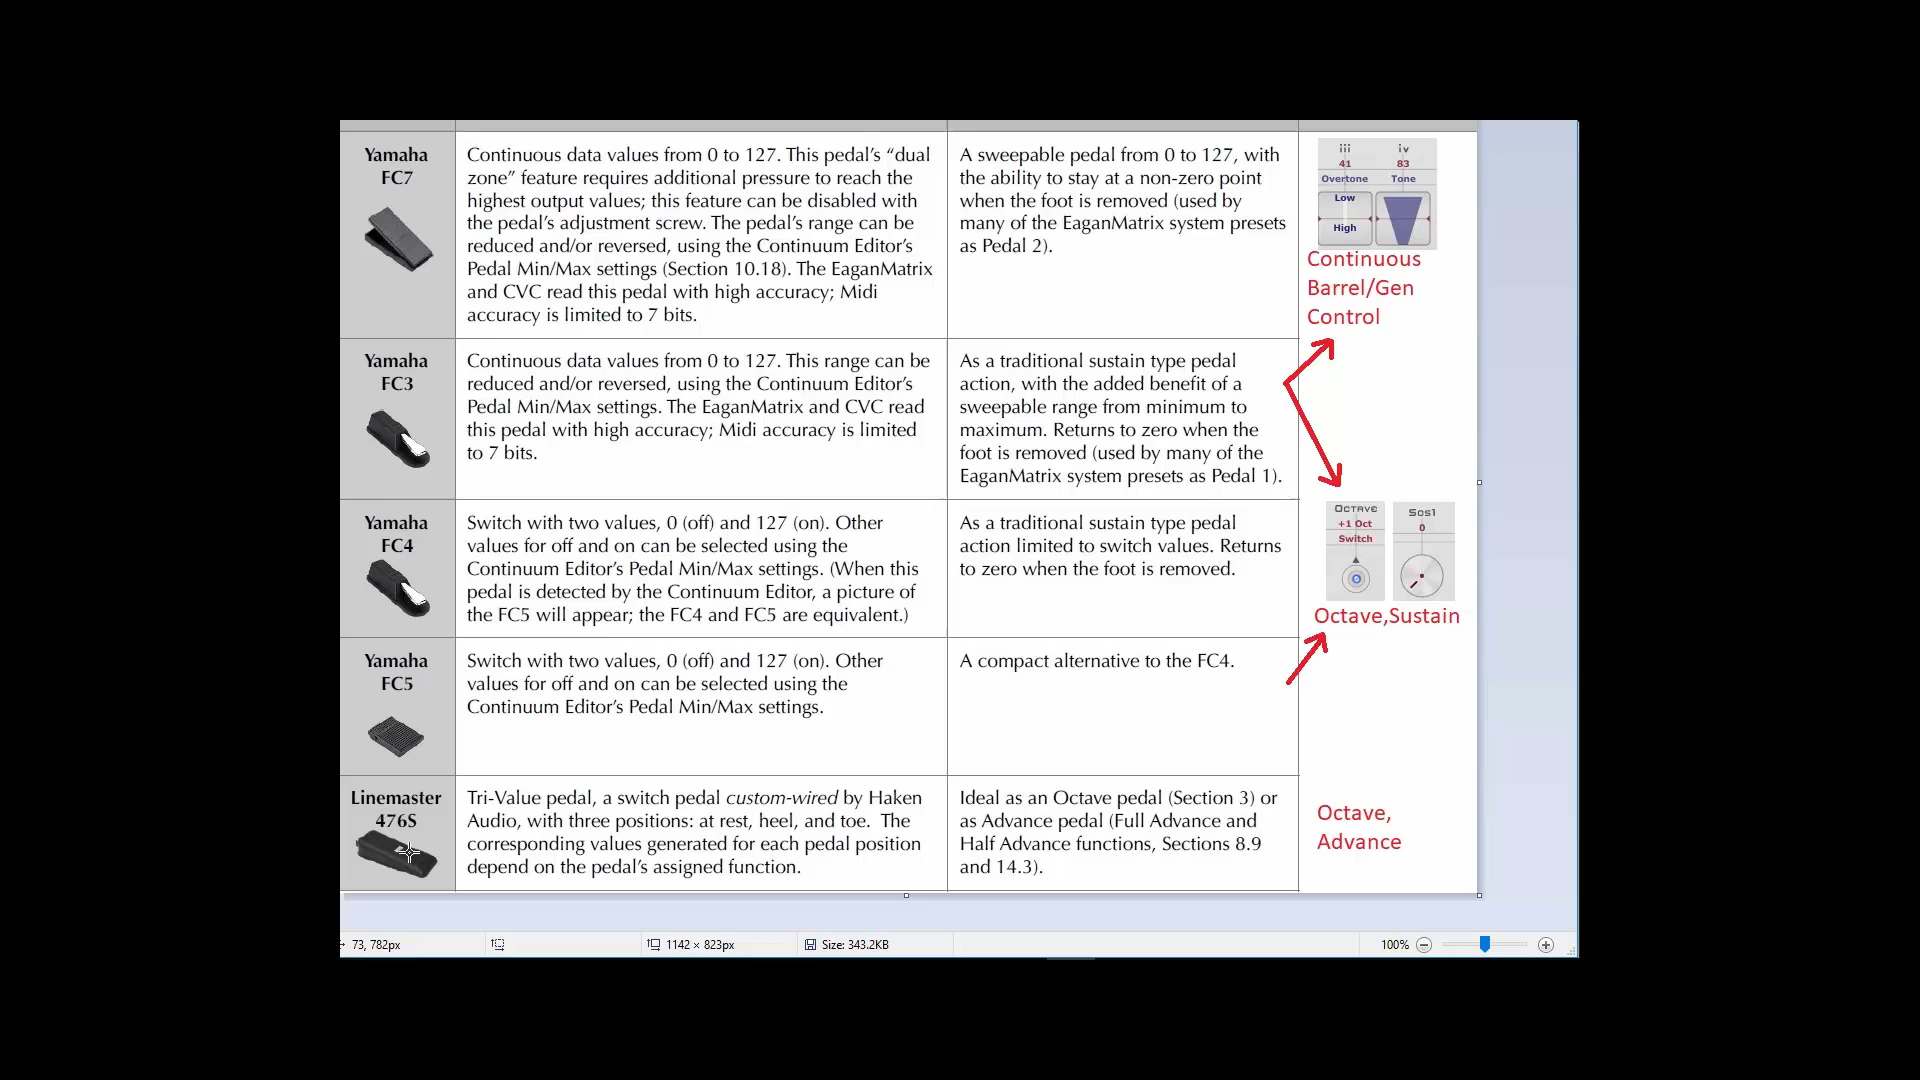 Yamaha
FC7
Continuous data values from 0 to 127. This pedal’s “dual
zone” feature requires additional pressure to reach the
highest output values; this feature can be disabled with
the pedal’s adjustment screw. The pedal’s range can be
reduced and/or reversed, using the Continuum Editor’s
Pedal Min/Max settings (Section 10.18). The EaganMatrix
and CVC read this pedal with high accuracy; Midi
accuracy is limited to 7 bits.
A sweepable pedal from 0 to 127, with
the ability to stay at a non-zero point
when the foot is removed (used by
many of the EaganMatrix system presets
as Pedal 2).
iii iv
41 83
Overtone Tone
Low
High
Continuous
Barrel/Gen
Control
Yamaha
FC3
Continuous data values from 0 to 127. This range can be
reduced and/or reversed, using the Continuum Editor’s
Pedal Min/Max settings. The EaganMatrix and CVC read
this pedal with high accuracy; Midi accuracy is limited
to 7 bits.
As a traditional sustain type pedal
action, with the added benefit of a
sweepable range from minimum to
maximum. Returns to zero when the
foot is removed (used by many of the
EaganMatrix system presets as Pedal 1).
Yamaha
FC4
Switch with two values, 0 (off) and 127 (on). Other
values for off and on can be selected using the
Continuum Editor’s Pedal Min/Max settings. (When this
pedal is detected by the Continuum Editor, a picture of
the FC5 will appear; the FC4 and FC5 are equivalent.)
As a traditional sustain type pedal
action limited to switch values. Returns
to zero when the foot is removed.
Octave Sos1
+1 Oct 0
Switch
Octave,Sustain
Yamaha
FC5
Switch with two values, 0 (off) and 127 (on). Other
values for off and on can be selected using the
Continuum Editor’s Pedal Min/Max settings.
A compact alternative to the FC4.
Linemaster
476S
Tri-Value pedal, a switch pedal custom-wired by Haken
Audio, with three positions: at rest, heel, and toe. The
corresponding values generated for each pedal position
depend on the pedal’s assigned function.
Ideal as an Octave pedal (Section 3) or
as Advance pedal (Full Advance and
Half Advance functions, Sections 8.9
and 14.3).
Octave,
Advance
73, 782px 1142 × 823px Size: 343.2KB 100%